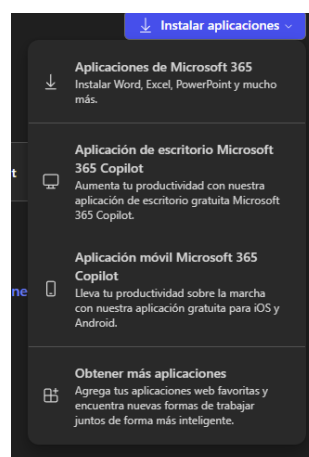 Instalar aplicaciones
Aplicaciones de Microsoft 365
Instalar Word, Excel, PowerPoint y mucho
más.
Aplicación de escritorio Microsoft
365 Copilot
Aumenta tu productividad con nuestra
aplicación de escritorio gratuita Microsoft
365 Copilot.
t
Aplicación móvil Microsoft 365
Copilot
Lleva tu productividad sobre la marcha
con nuestra aplicación gratuita para iOS y
Android.
ne
Obtener más aplicaciones
Agrega tus aplicaciones web favoritas y
encuentra nuevas formas de trabajar
juntos de forma más inteligente.